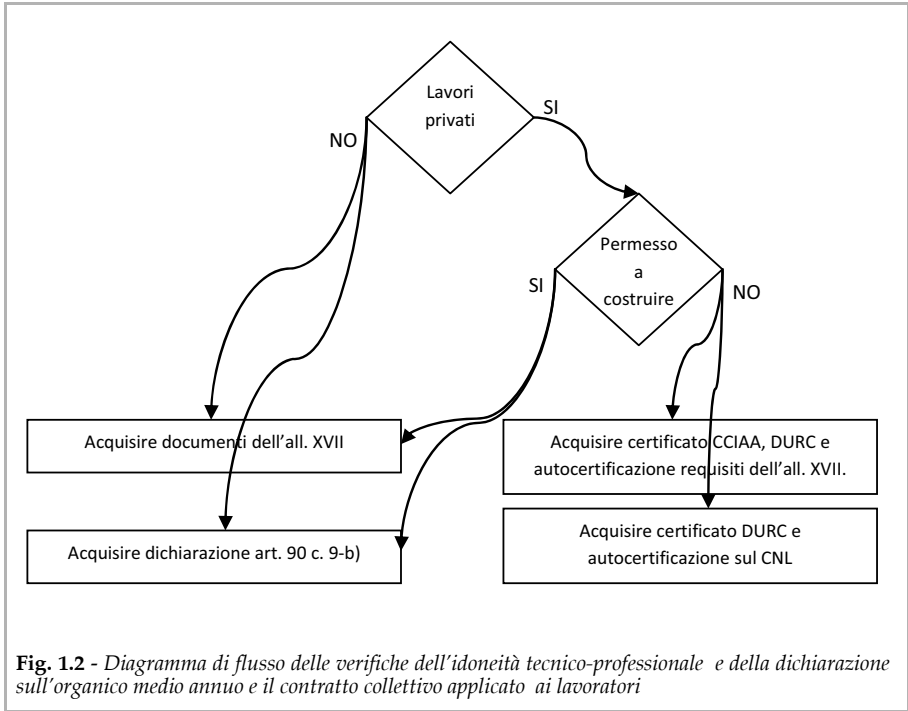 Lavori
privati
SI
NO
Permesso
a
costruire
SI
NO
Acquisire documenti dell'all. XVII
Acquisire certificato CCIAA, DURC e
autocertificazione requisiti dell'all. XVII.
Acquisire dichiarazione art. 90 c. 9-b)
Acquisire certificato DURC e
autocertificazione sul CNL
Fig. 1.2 - Diagramma di flusso delle verifiche dell'idoneità tecnico-professionale e della dichiarazione
sull'organico medio annuo e il contratto collettivo applicato ai lavoratori